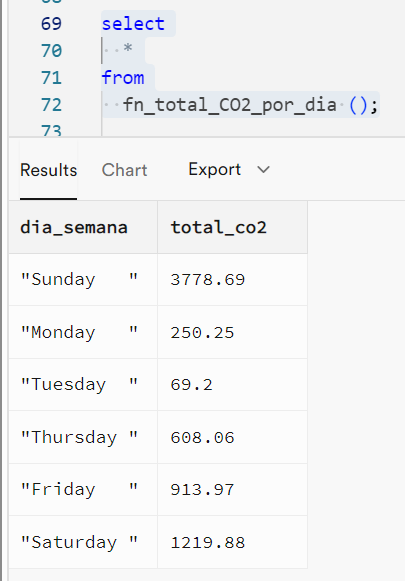 69 select
70 *
71 from
72 fn_total_CO2_por_dia ();
73
Results Chart Export
dia_semana total_co2
"Sunday   " 3778.69
"Monday   " 250.25
"Tuesday  " 69.2
"Thursday " 608.06
"Friday   " 913.97
"Saturday " 1219.88